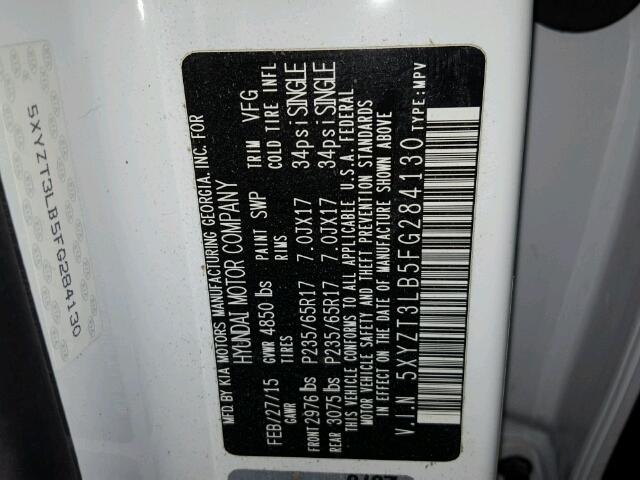 5XYZT3LB5FG284130
MFD. BY KIA MOTORS MANUFACTURING GEORGIA, INC. FOR
HYUNDAI MOTOR COMPANY
FEB/27/15 GVWR 4850 lbs PAINT SWP TRIM VFG
GAWR TIRES RIMS COLD TIRE INFL
FRONT 2976 lbs P235/65R17 7.0JX17 34psi SINGLE
REAR 3075 lbs P235/65R17 7.0JX17 34psi SINGLE
THIS VEHICLE CONFORMS TO ALL APPLICABLE U.S.A. FEDERAL
MOTOR VEHICLE SAFETY AND THEFT PREVENTION STANDARDS
IN EFFECT ON THE DATE OF MANUFACTURE SHOWN ABOVE.
V.I.N 5XYZT3LB5FG284130 TYPE:MPV